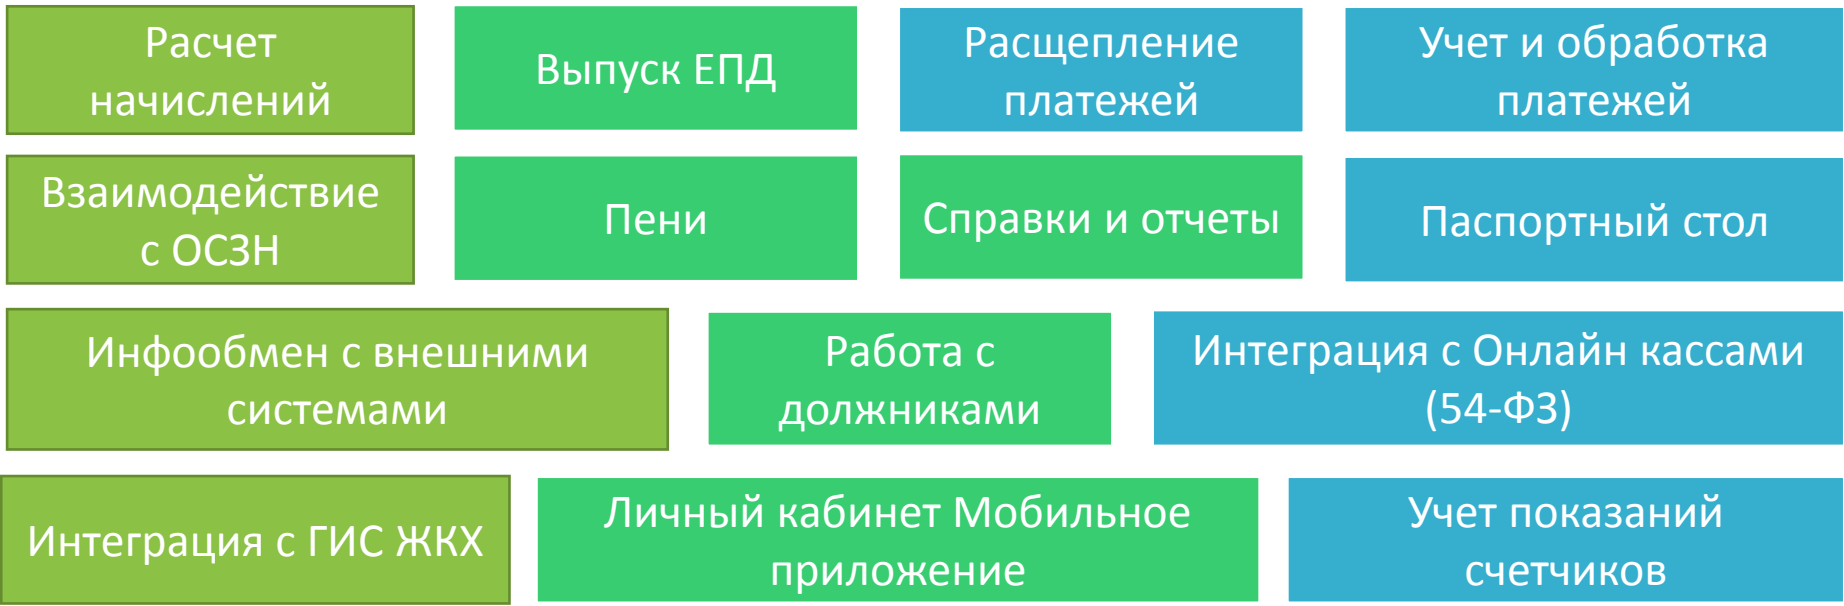 Расчет
начислений
Выпуск ЕПД
Расщепление
платежей
Учет и обработка
платежей
Взаимодействие
с ОСЗН
Пени
Справки и отчеты
Паспортный стол
Инфообмен с внешними
системами
Работа с
должниками
Интеграция с Онлайн кассами
(54-ФЗ)
Интеграция с ГИС ЖКХ
Личный кабинет Мобильное
приложение
Учет показаний
счетчиков